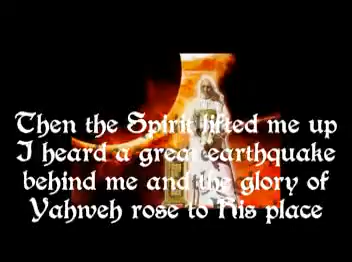 Then the Spirit lifted me up
I heard a great earthquake
behind me and the glory of
Yahweh rose to His place